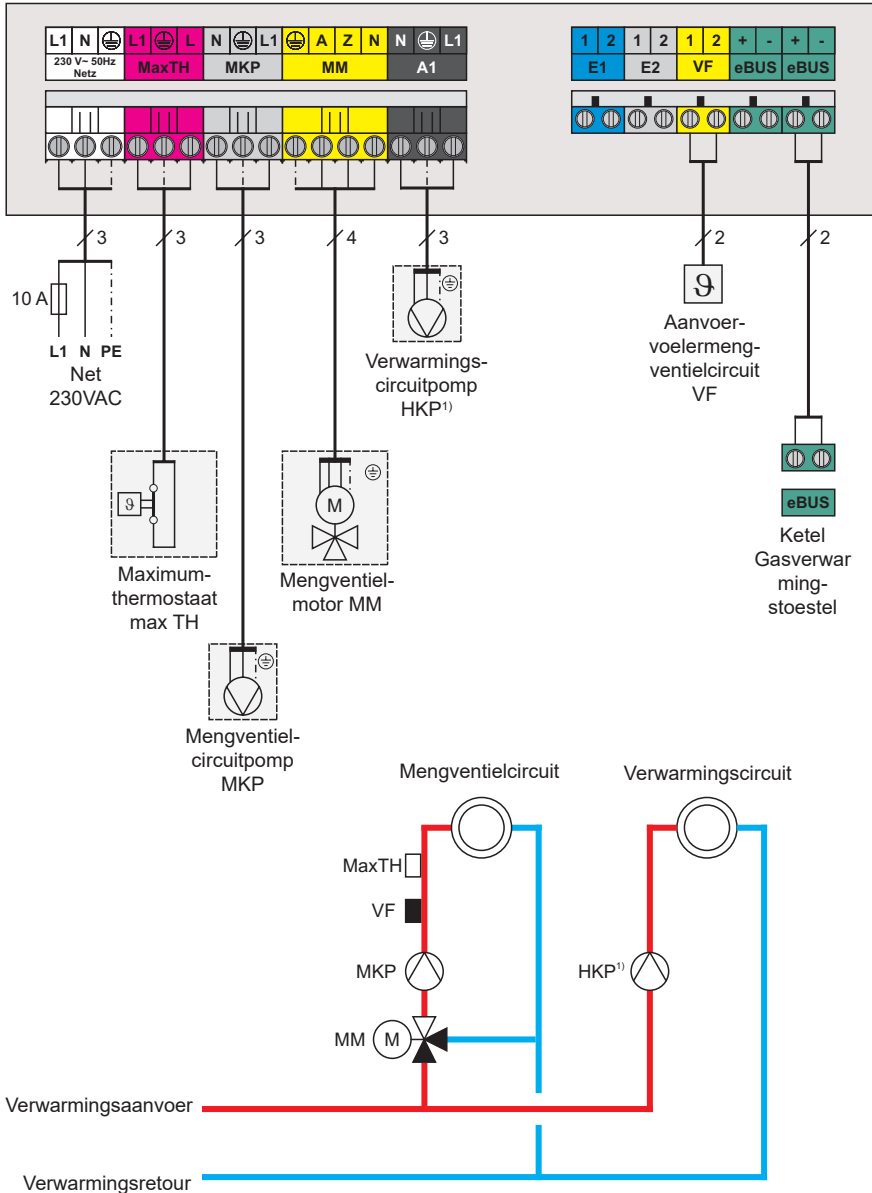 L1 N L1 L N L1 A Z N N L1
230 V~ 50Hz
Netz
MaxTH MKP MM A1
1 2 1 2 1 2 + - + -
E1 E2 VF eBUS eBUS
3 3 3 4 3 2 2
10 A
L1 N PE
Net
230VAC
Verwarmings-
circuitpomp
HKP1)
ϑ
Aanvoer-
voelermeng-
ventielcircuit
VF
ϑ
Maximum-
thermostaat
max TH
M
Mengventiel-
motor MM
eBUS
Ketel
Gasverwar
ming-
stoestel
Mengventiel-
circuitpomp
MKP
Mengventielcircuit
Verwarmingscircuit
MaxTH
VF
MKP
HKP1)
MM M
Verwarmingsaanvoer
Verwarmingsretour